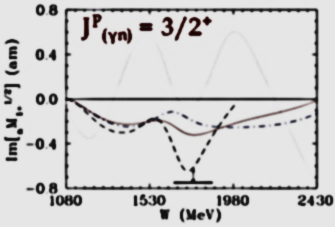 0.8
J^P(γn) = 3/2⁺
0.4
0.0
-0.4
-0.8
Im[ₙM₁₊^1/2] (am)
1080 1530 1980 2430
W (MeV)